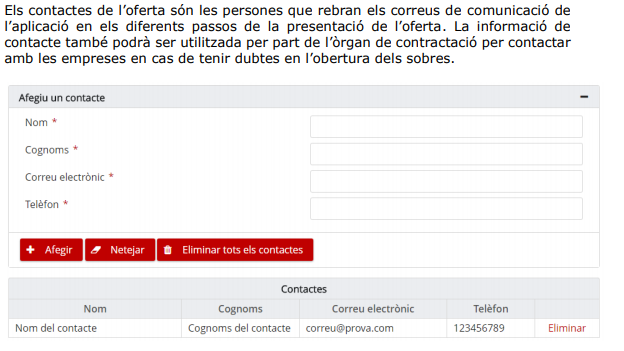 Els contactes de l’oferta són les persones que rebran els correus de comunicació de
l’aplicació en els diferents passos de la presentació de l’oferta. La informació de
contacte també podrà ser utilitzada per part de l’òrgan de contractació per contactar
amb les empreses en cas de tenir dubtes en l’obertura dels sobres.
Afegiu un contacte
Nom *
Cognoms *
Correu electrònic *
Telèfon *
Afegir Netejar Eliminar tots els contactes
Contactes
Nom Cognoms Correu electrònic Telèfon
Nom del contacte Cognoms del contacte correu@prova.com 123456789 Eliminar